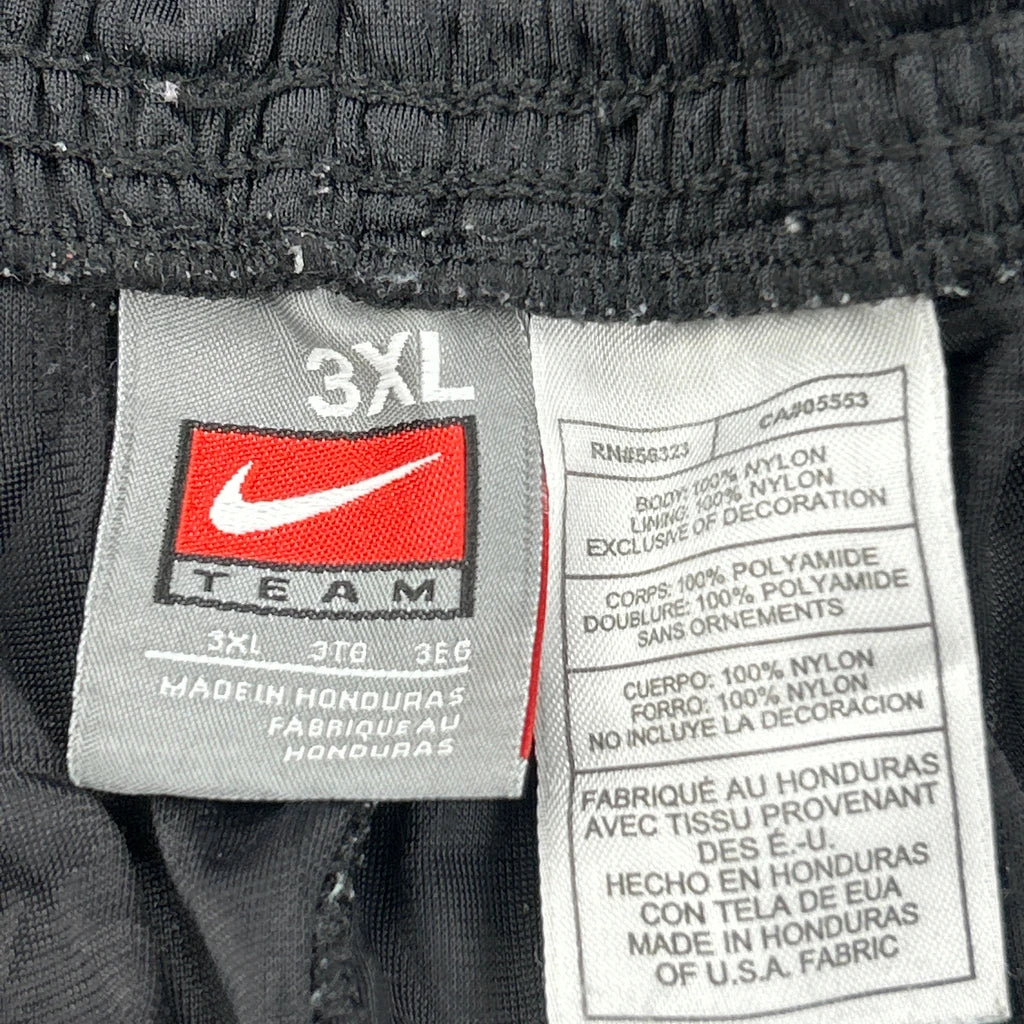 3XL
TEAM
3XL 3TG 3EG
MADE IN HONDURAS
FABRIQUE AU
HONDURAS
RN#56323 CA#05553
BODY: 100% NYLON
LINING: 100% NYLON
EXCLUSIVE OF DECORATION
CORPS: 100% POLYAMIDE
DOUBLURE: 100% POLYAMIDE
SANS ORNEMENTS
CUERPO: 100% NYLON
FORRO: 100% NYLON
NO INCLUYE LA DECORACION
FABRIQUÉ AU HONDURAS
AVEC TISSU PROVENANT
DES É.-U.
HECHO EN HONDURAS
CON TELA DE EUA
MADE IN HONDURAS
OF U.S.A. FABRIC